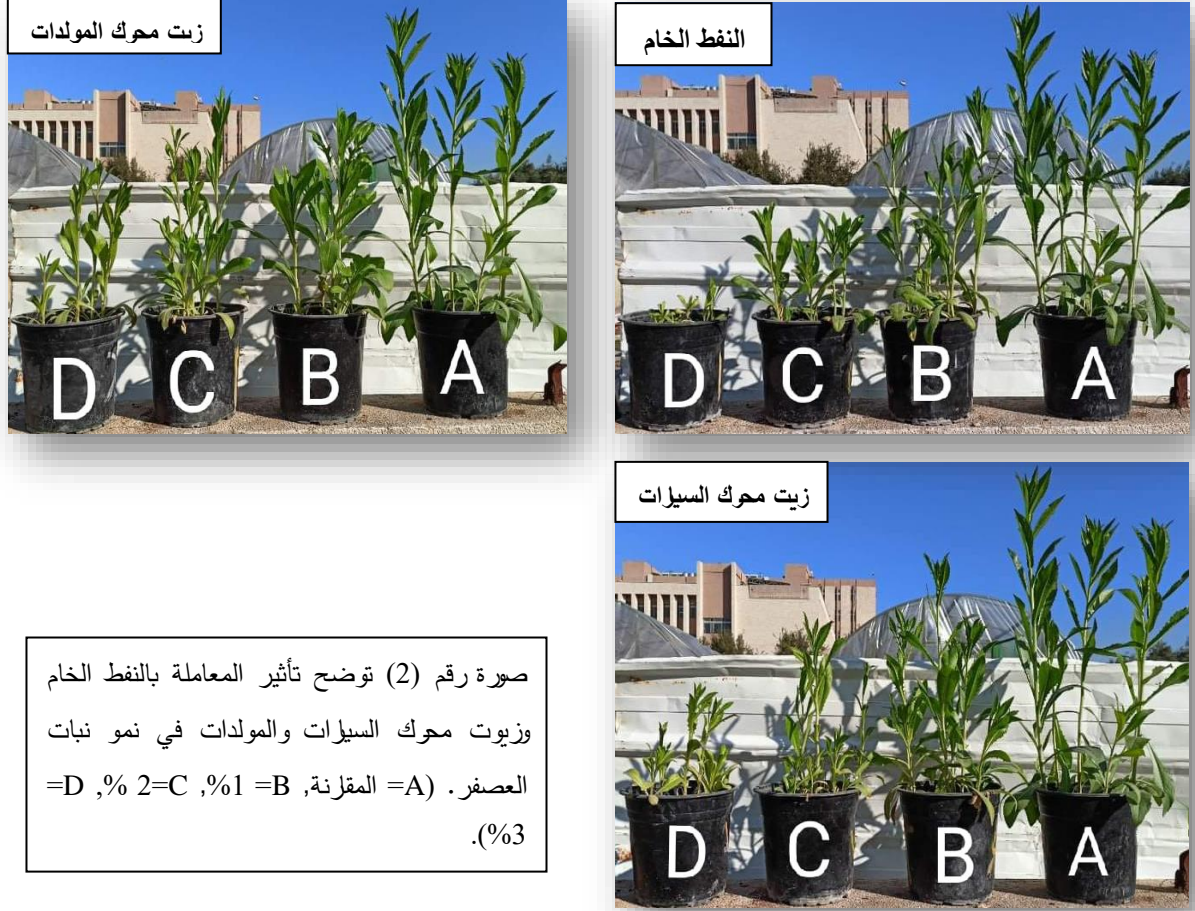 زيت محرك المولدات
النفط الخام
D C B A
D C B A
زيت محرك السيارات
صورة رقم (2) توضح تأثير المعاملة بالنفط الخام
وزيوت محرك السيارات والمولدات في نمو نبات
العصفر. (A= المقارنة, B= 1%, C=2 %, D=
3%).
D C B A